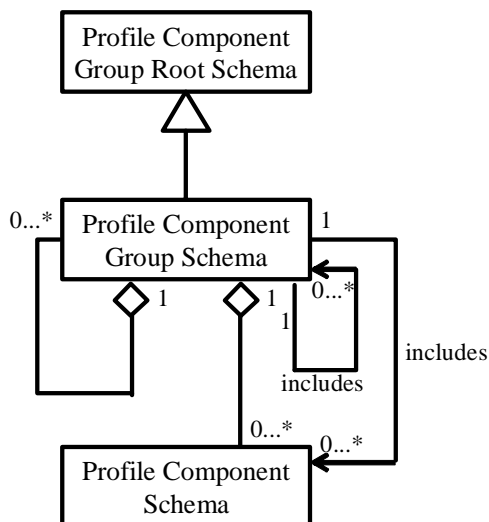 Profile Component
Group Root Schema
0...*
Profile Component
Group Schema
1
1
1
0...*
1
includes
includes
0...*
0...*
Profile Component
Schema